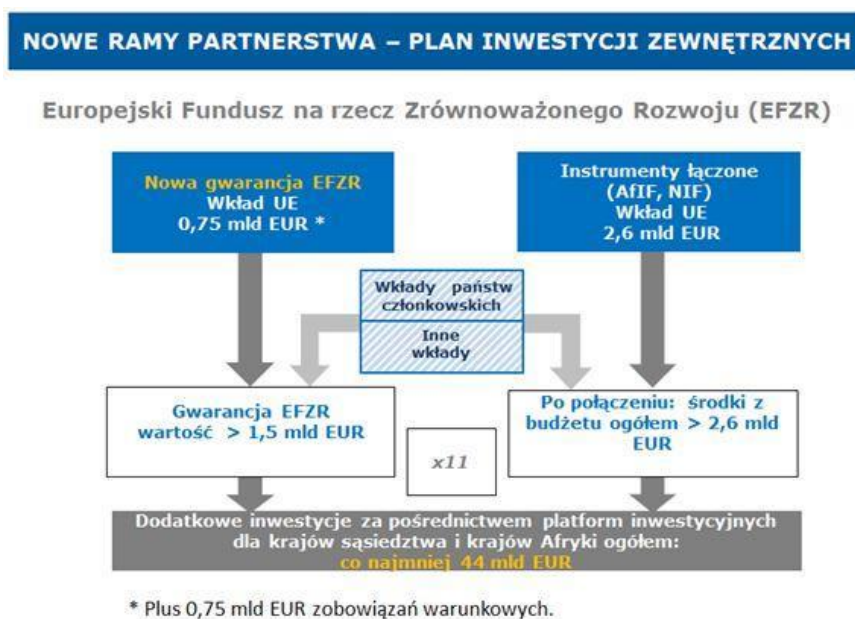 NOWE RAMY PARTNERSTWA – PLAN INWESTYCJI ZEWNĘTRZNYCH
Europejski Fundusz na rzecz Zrównoważonego Rozwoju (EFZR)
Nowa gwarancja EFZR
Wkład UE
0,75 mld EUR *
Instrumenty łączone
(AfIF, NIF)
Wkład UE
2,6 mld EUR
Wkłady państw
członkowskich
Inne
wkłady
Gwarancja EFZR
wartość > 1,5 mld EUR
x11
Po połączeniu: środki z
budżetu ogółem > 2,6 mld
EUR
Dodatkowe inwestycje za pośrednictwem platform inwestycyjnych
dla krajów sąsiedztwa i krajów Afryki ogółem:
co najmniej 44 mld EUR
* Plus 0,75 mld EUR zobowiązań warunkowych.